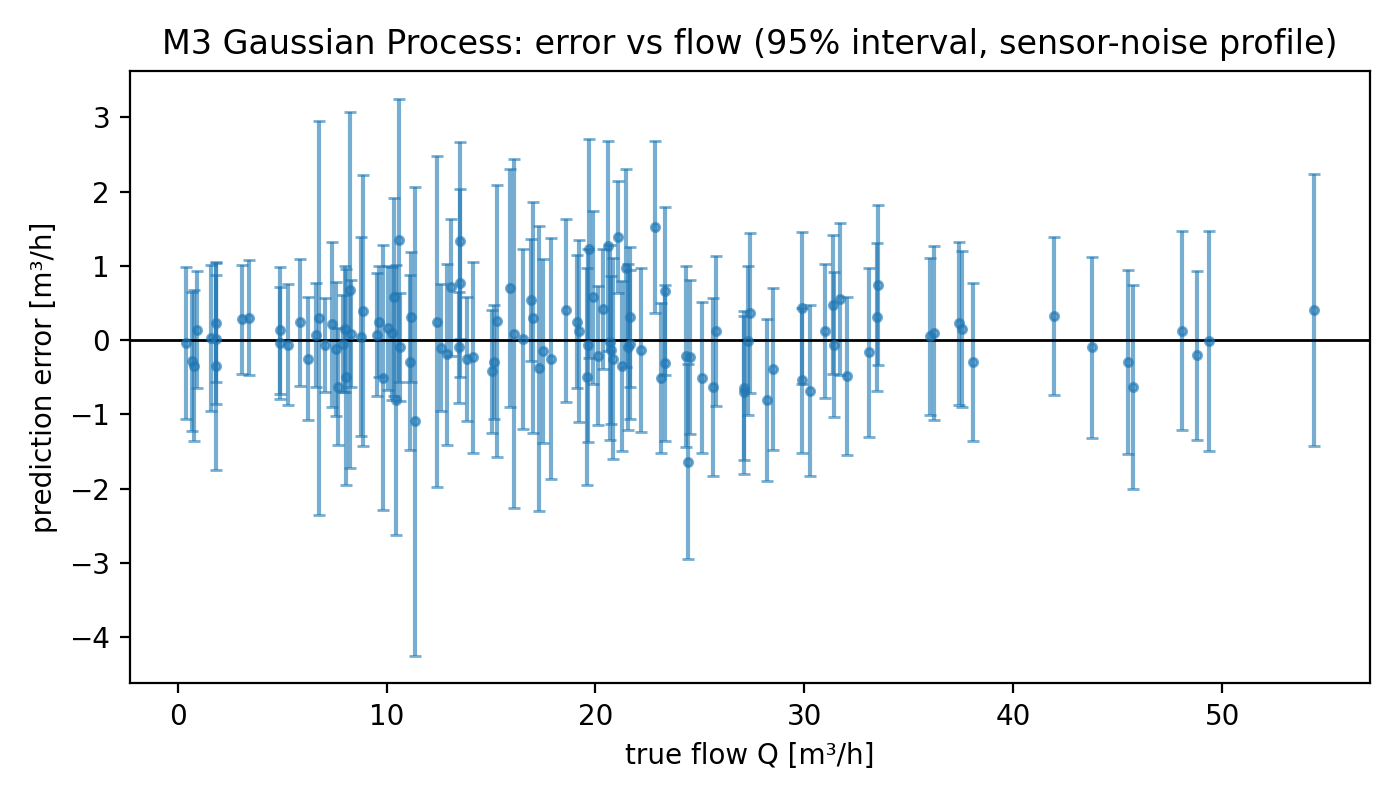 M3 Gaussian Process: error vs flow (95% interval, sensor-noise profile)
prediction error [m³/h]
3
2
1
0
−1
−2
−3
−4
0 10 20 30 40 50
true flow Q [m³/h]